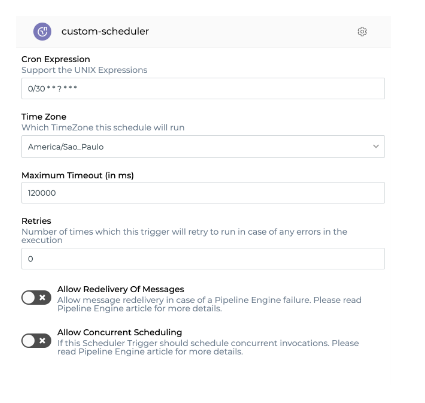 custom-scheduler
Cron Expression
Support the UNIX Expressions
0/30 * * ? * * *
Time Zone
Which TimeZone this schedule will run
America/Sao_Paulo
Maximum Timeout (in ms)
120000
Retries
Number of times which this trigger will retry to run in case of any errors in the
execution
0
Allow Redelivery Of Messages
Allow message redelivery in case of a Pipeline Engine failure. Please read
Pipeline Engine article for more details.
Allow Concurrent Scheduling
If this Scheduler Trigger should schedule concurrent invocations. Please
read Pipeline Engine article for more details.